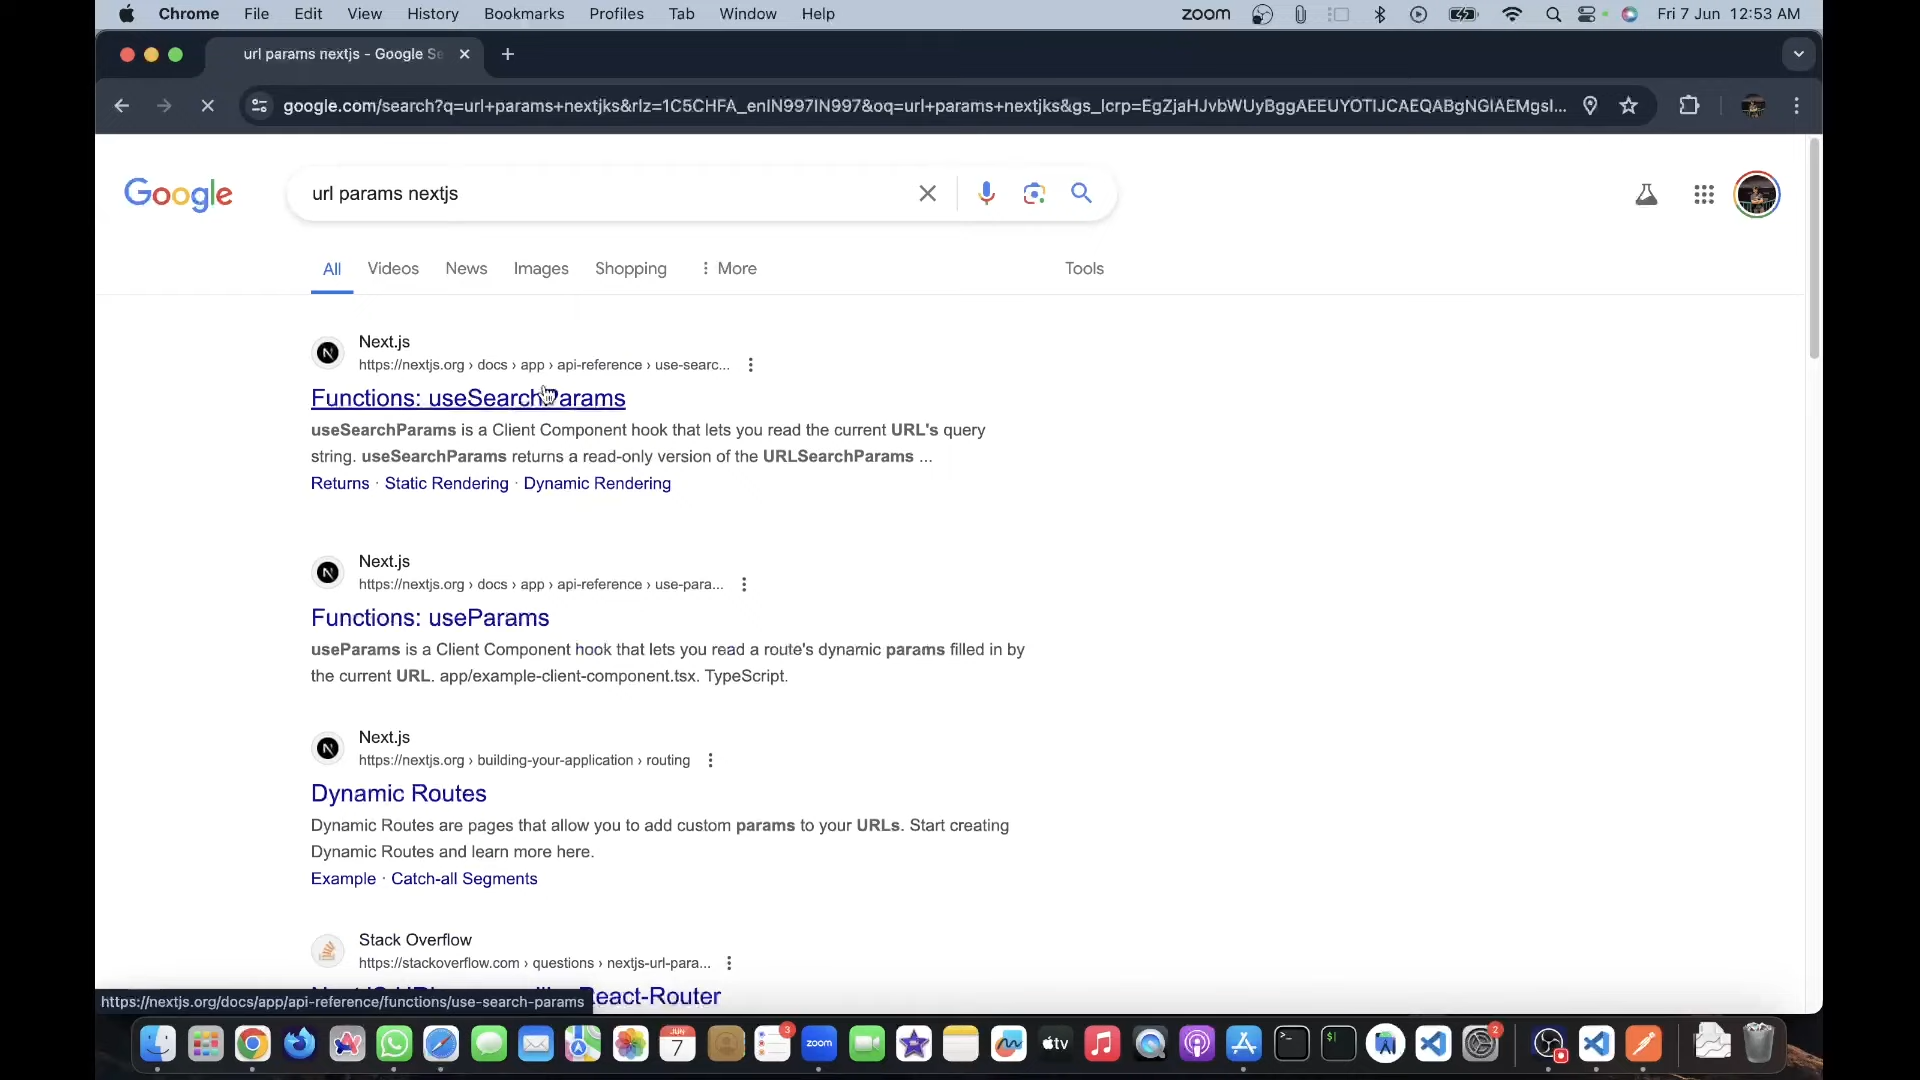 Chrome File Edit View History Bookmarks Profiles Tab Window Help zoom Fri 7 Jun 12:53 AM
url params nextjs - Google Se
google.com/search?q=url+params+nextjks&rlz=1C5CHFA_enIN997IN997&oq=url+params+nextjks&gs_lcrp=EgZjaHJvbWUyBggAEEUYOTIJCAEQABgNGIAEMgsI...
Google
url params nextjs
All Videos News Images Shopping More Tools
Next.js
https://nextjs.org › docs › app › api-reference › use-searc...
Functions: useSearchParams
useSearchParams is a Client Component hook that lets you read the current URL's query
string. useSearchParams returns a read-only version of the URLSearchParams ...
Returns · Static Rendering · Dynamic Rendering
Next.js
https://nextjs.org › docs › app › api-reference › use-para...
Functions: useParams
useParams is a Client Component hook that lets you read a route's dynamic params filled in by
the current URL. app/example-client-component.tsx. TypeScript.
Next.js
https://nextjs.org › building-your-application › routing
Dynamic Routes
Dynamic Routes are pages that allow you to add custom params to your URLs. Start creating
Dynamic Routes and learn more here.
Example · Catch-all Segments
Stack Overflow
https://stackoverflow.com › questions › nextjs-url-para...
React-Router
https://nextjs.org/docs/app/api-reference/functions/use-search-params
JUN
7
3
zoom
tv
2